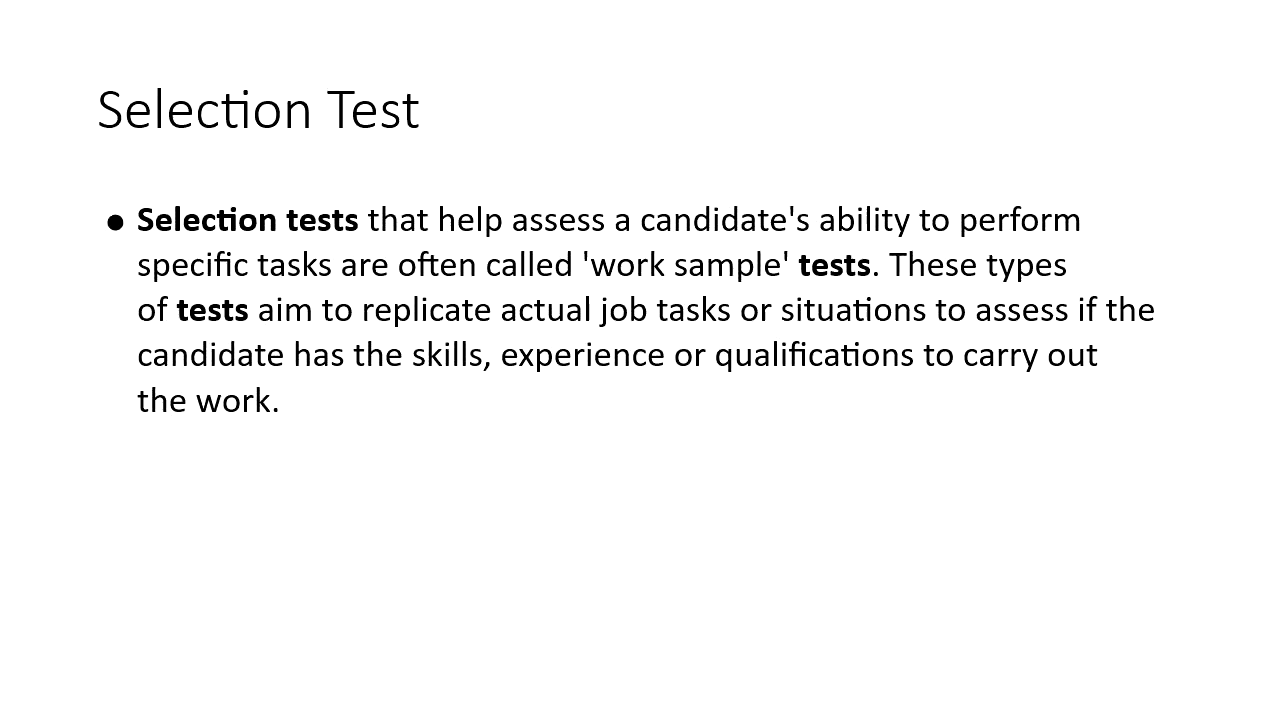 Selection Test
● Selection tests that help assess a candidate's ability to perform
specific tasks are often called 'work sample' tests. These types
of tests aim to replicate actual job tasks or situations to assess if the
candidate has the skills, experience or qualifications to carry out
the work.